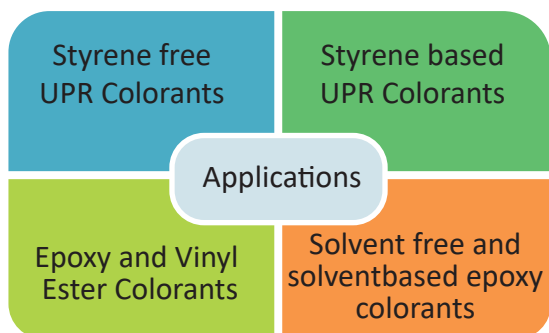 Styrene free
UPR Colorants
Styrene based
UPR Colorants
Applications
Epoxy and Vinyl
Ester Colorants
Solvent free and
solventbased epoxy
colorants